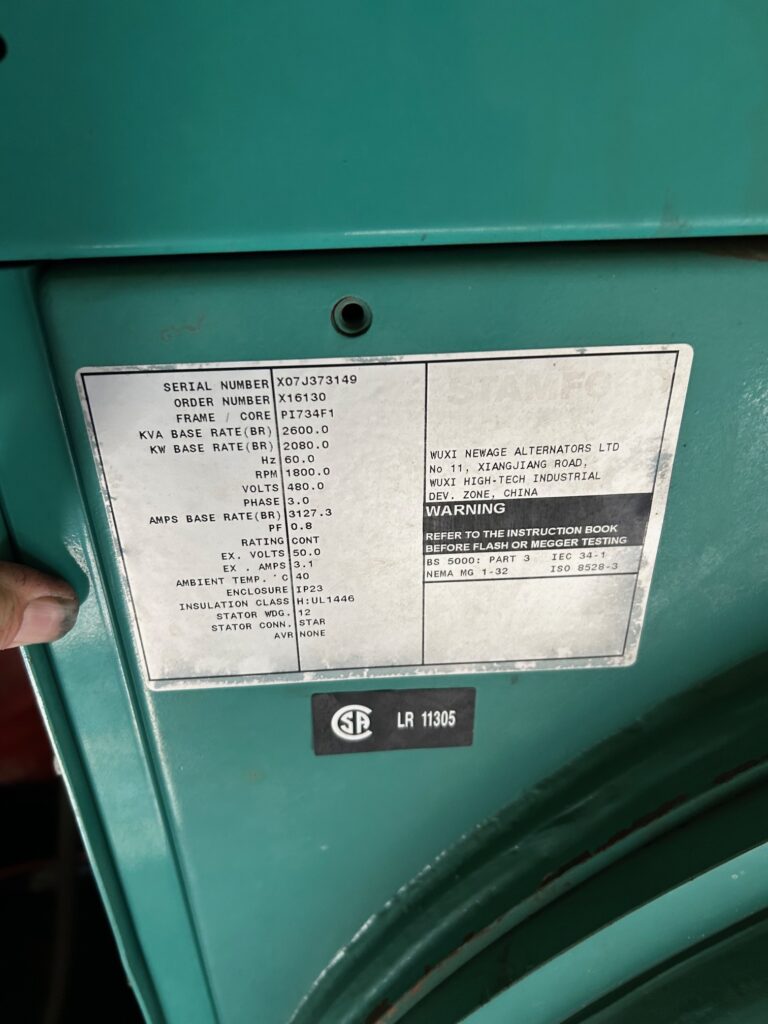 SERIAL NUMBER X07J373149
ORDER NUMBER X16130
FRAME / CORE PI734F1
KVA BASE RATE(BR) 2600.0
KW BASE RATE(BR) 2080.0
Hz 60.0
RPM 1800.0
VOLTS 480.0
PHASE 3.0
AMPS BASE RATE(BR) 3127.3
PF 0.8
RATING CONT
EX. VOLTS 50.0
EX . AMPS 3.1
AMBIENT TEMP. °C 40
ENCLOSURE IP23
INSULATION CLASS H:UL1446
STATOR WDG. 12
STATOR CONN. STAR
AVR NONE
WUXI NEWAGE ALTERNATORS LTD
No 11, XIANGJIANG ROAD,
WUXI HIGH-TECH INDUSTRIAL
DEV. ZONE, CHINA
WARNING
REFER TO THE INSTRUCTION BOOK
BEFORE FLASH OR MEGGER TESTING
BS 5000: PART 3 IEC 34-1
NEMA MG 1-32 ISO 8528-3
CSA LR 11305